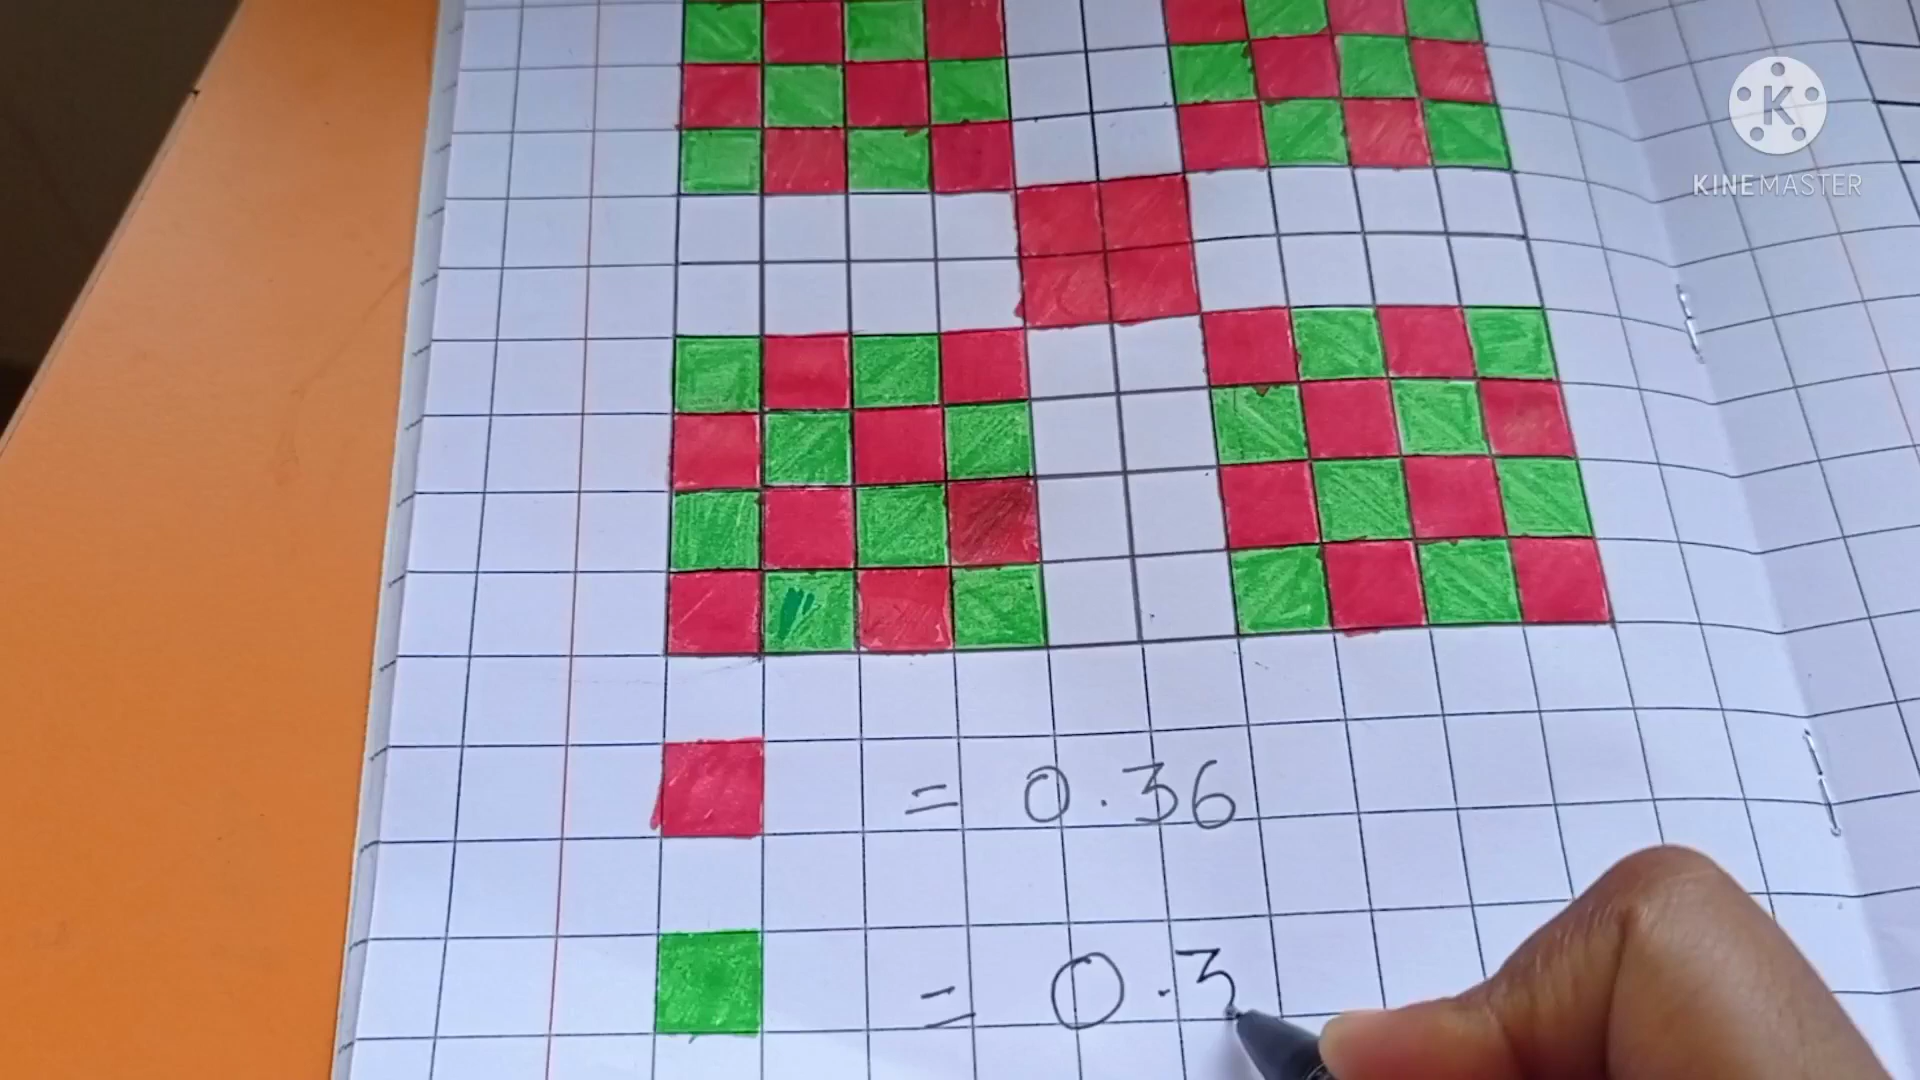 K
KINEMASTER
= 0.36
= 0.3